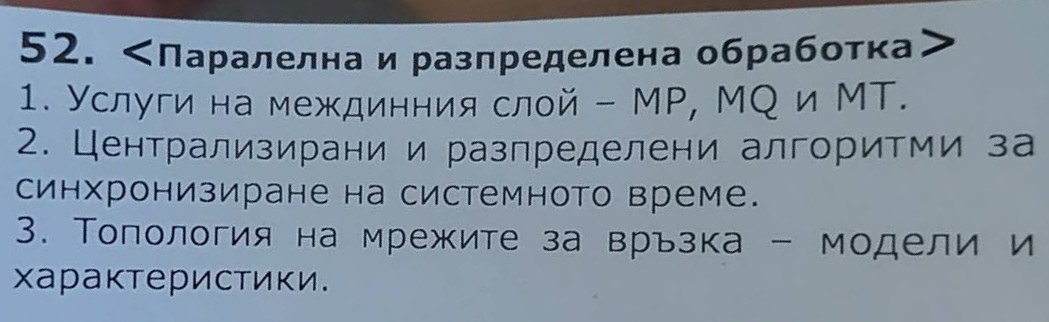 52. <Паралелна и разпределена обработка>
1. Услуги на междинния слой – MP, MQ и MT.
2. Централизирани и разпределени алгоритми за
синхронизиране на системното време.
3. Топология на мрежите за връзка – модели и
характеристики.